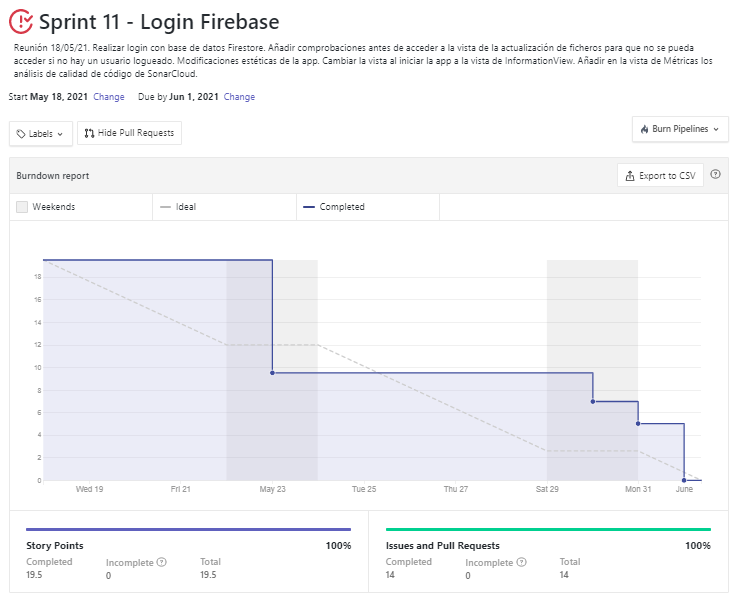 Sprint 11 - Login Firebase
Reunión 18/05/21. Realizar login con base de datos Firestore. Añadir comprobaciones antes de acceder a la vista de la actualización de ficheros para que no se pueda
acceder si no hay un usuario logueado. Modificaciones estéticas de la app. Cambiar la vista al iniciar la app a la vista de InformationView. Añadir en la vista de Métricas los
análisis de calidad de código de SonarCloud.
Start May 18, 2021 Change Due by Jun 1, 2021 Change
Labels Hide Pull Requests Burn Pipelines
Burndown report Export to CSV ?
Weekends Ideal Completed
18
16
14
12
10
8
6
4
2
0
Wed 19 Fri 21 May 23 Tue 25 Thu 27 Sat 29 Mon 31 June
Story Points 100% Issues and Pull Requests 100%
Completed Incomplete ? Total Completed Incomplete ? Total
19.5 0 19.5 14 0 14